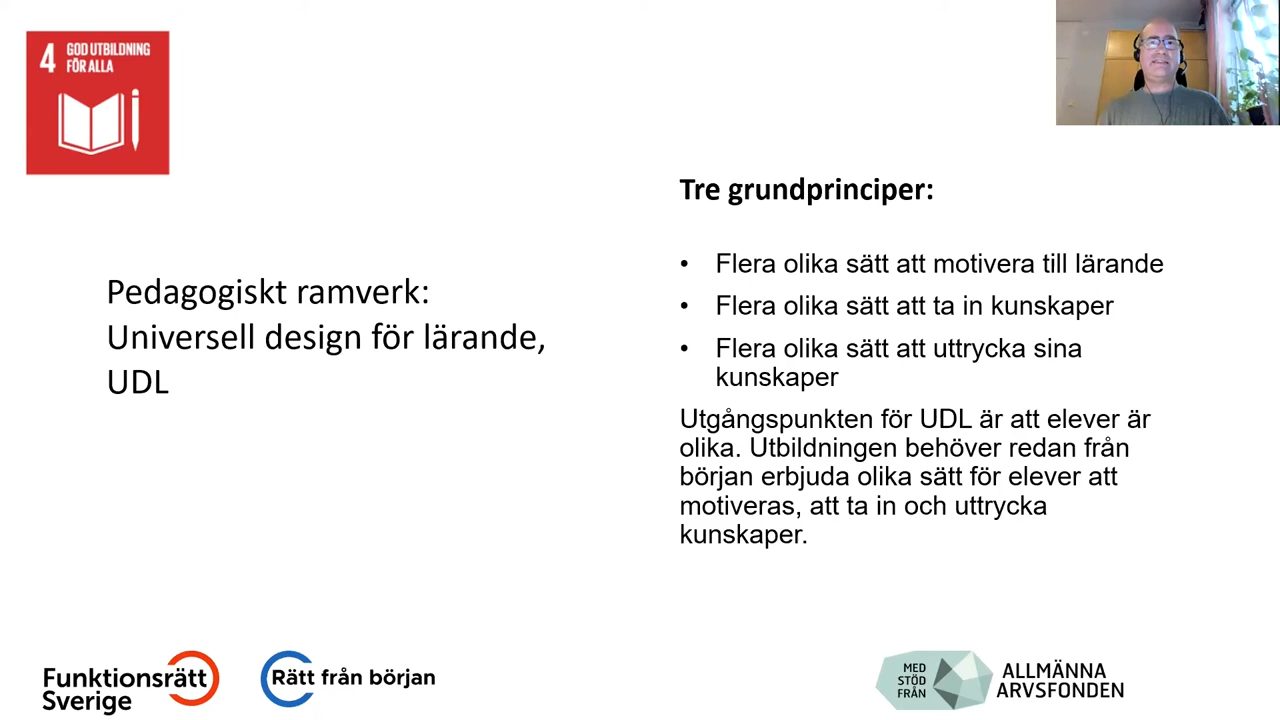 4 GOD UTBILDNING
FÖR ALLA
Pedagogiskt ramverk:
Universell design för lärande,
UDL
Tre grundprinciper:
• Flera olika sätt att motivera till lärande
• Flera olika sätt att ta in kunskaper
• Flera olika sätt att uttrycka sina
kunskaper
Utgångspunkten för UDL är att elever är
olika. Utbildningen behöver redan från
början erbjuda olika sätt för elever att
motiveras, att ta in och uttrycka
kunskaper.
Funktionsrätt
Sverige
Rätt från början
MED
STÖD
FRÅN
ALLMÄNNA
ARVSFONDEN